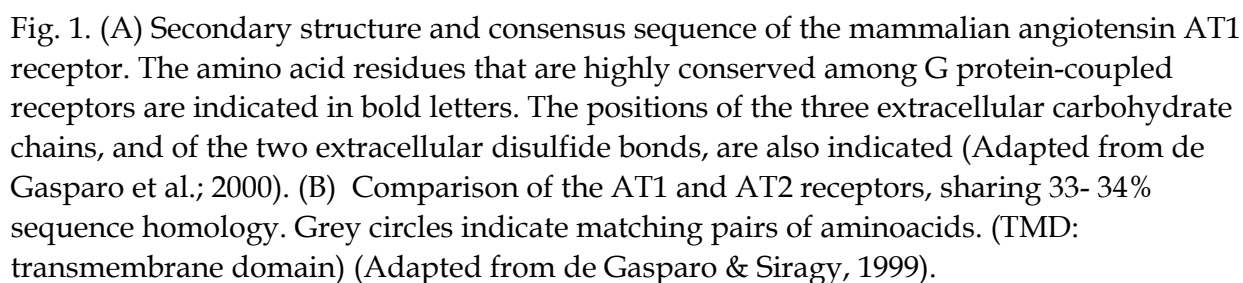 Fig. 1. (A) Secondary structure and consensus sequence of the mammalian angiotensin AT1
receptor. The amino acid residues that are highly conserved among G protein-coupled
receptors are indicated in bold letters. The positions of the three extracellular carbohydrate
chains, and of the two extracellular disulfide bonds, are also indicated (Adapted from de
Gasparo et al.; 2000). (B) Comparison of the AT1 and AT2 receptors, sharing 33- 34%
sequence homology. Grey circles indicate matching pairs of aminoacids. (TMD:
transmembrane domain) (Adapted from de Gasparo & Siragy, 1999).